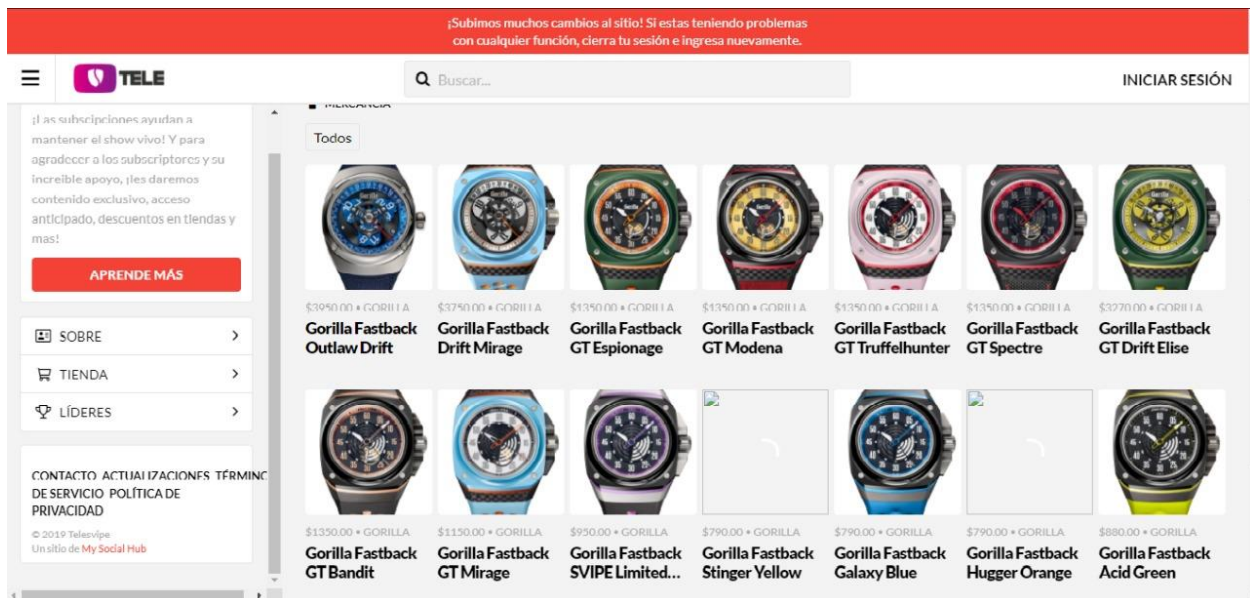 ¡Subimos muchos cambios al sitio! Si estas teniendo problemas
con cualquier función, cierra tu sesión e ingresa nuevamente.
TELE
Buscar...
INICIAR SESIÓN
¡Las subscripciones ayudan a
mantener el show vivo! Y para
agradecer a los subscriptores y su
increible apoyo, ¡les daremos
contenido exclusivo, acceso
anticipado, descuentos en tiendas y
mas!
APRENDE MÁS
SOBRE
TIENDA
LÍDERES
CONTACTO ACTUALIZACIONES TÉRMINO
DE SERVICIO POLÍTICA DE
PRIVACIDAD
© 2019 Telesvipe
Un sitio de My Social Hub
MERCANCIA
Todos
$3950.00 • GORILLA
Gorilla Fastback
Outlaw Drift
$3750.00 • GORILLA
Gorilla Fastback
Drift Mirage
$1350.00 • GORILLA
Gorilla Fastback
GT Espionage
$1350.00 • GORILLA
Gorilla Fastback
GT Modena
$1350.00 • GORILLA
Gorilla Fastback
GT Truffelhunter
$1350.00 • GORILLA
Gorilla Fastback
GT Spectre
$3270.00 • GORILLA
Gorilla Fastback
GT Drift Elise
$1350.00 • GORILLA
Gorilla Fastback
GT Bandit
$1150.00 • GORILLA
Gorilla Fastback
GT Mirage
$950.00 • GORILLA
Gorilla Fastback
SVIPE Limited...
$790.00 • GORILLA
Gorilla Fastback
Stinger Yellow
$790.00 • GORILLA
Gorilla Fastback
Galaxy Blue
$790.00 • GORILLA
Gorilla Fastback
Hugger Orange
$880.00 • GORILLA
Gorilla Fastback
Acid Green